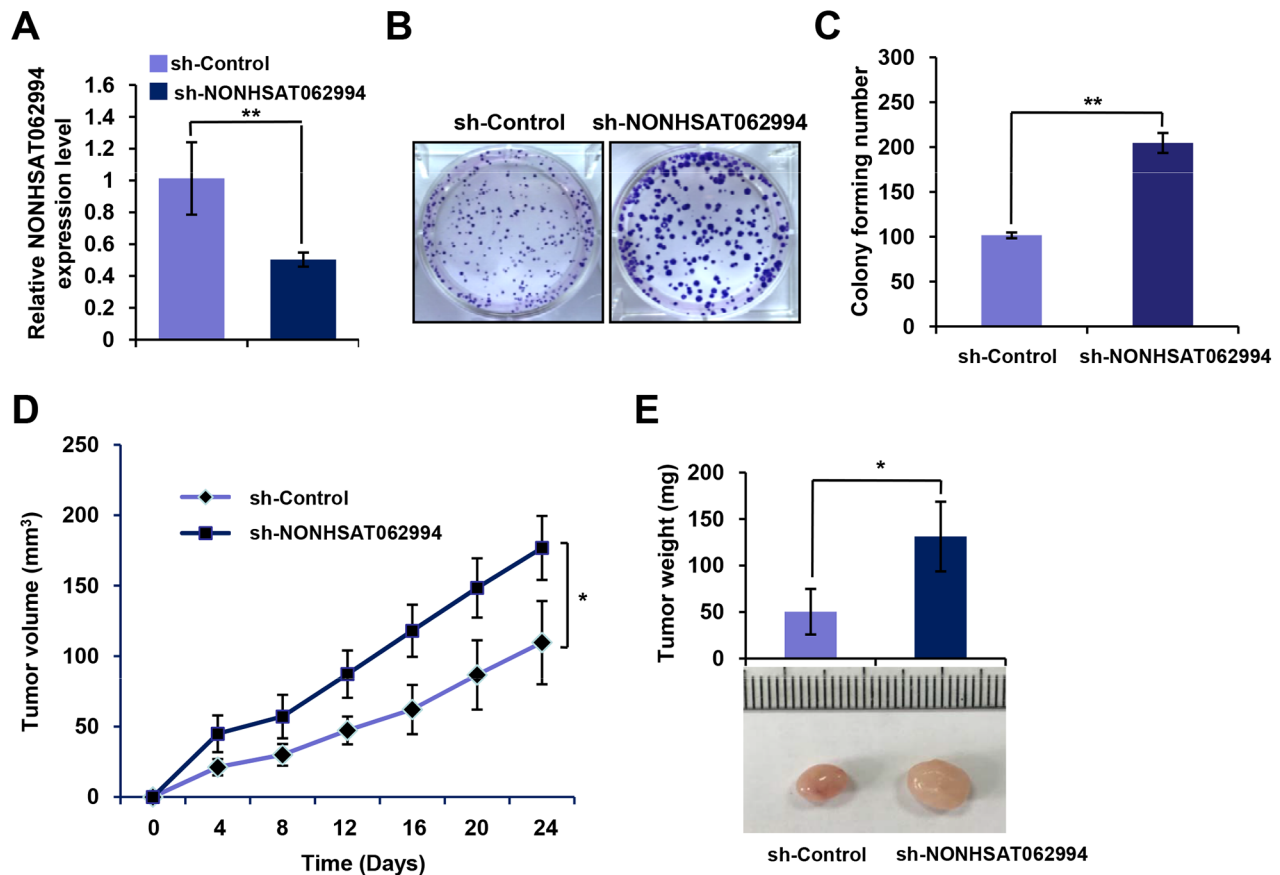 A
sh-Control
sh-NONHSAT062994
Relative NONHSAT062994
expression level
1.6
1.4
1.2
1
0.8
0.6
0.4
0.2
0
**
B
sh-Control sh-NONHSAT062994
C
Colony forming number
300
250
200
150
100
50
0
**
sh-Control sh-NONHSAT062994
D
Tumor volume (mm³)
250
200
150
100
50
0
sh-Control
sh-NONHSAT062994
*
0 4 8 12 16 20 24
Time (Days)
E
Tumor weight (mg)
200
150
100
50
0
*
sh-Control sh-NONHSAT062994